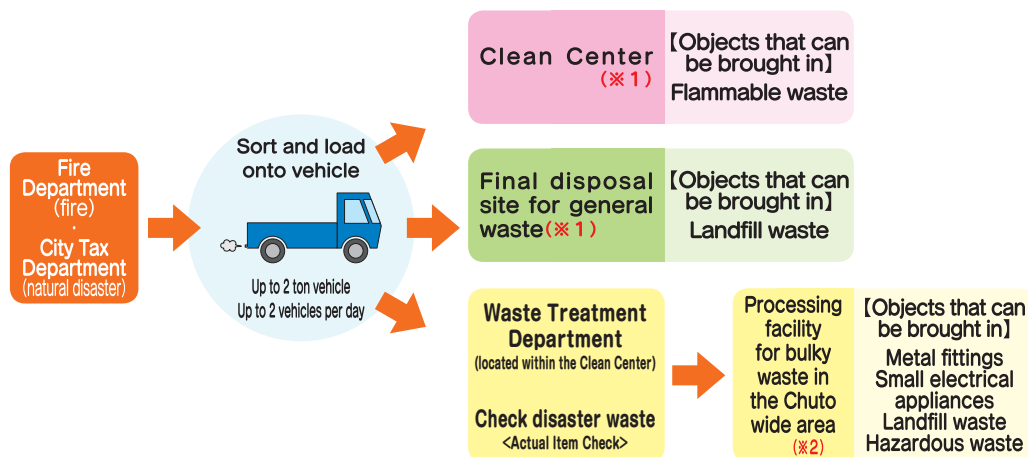 Fire
Department
(fire)
・
City Tax
Department
(natural disaster)
Sort and load
onto vehicle
Up to 2 ton vehicle
Up to 2 vehicles per day
Clean Center
(※1)
【Objects that can
be brought in】
Flammable waste
Final disposal
site for general
waste(※1)
【Objects that can
be brought in】
Landfill waste
Waste Treatment
Department
(located within the Clean Center)
Check disaster waste
<Actual Item Check>
Processing
facility
for bulky
waste in
the Chuto
wide area
(※2)
【Objects that can
be brought in】
Metal fittings
Small electrical
appliances
Landfill waste
Hazardous waste